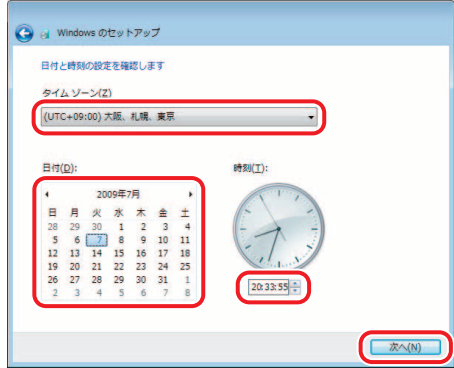 Windows のセットアップ
日付と時刻の設定を確認します
タイム ゾーン(Z)
(UTC+09:00) 大阪、札幌、東京
日付(D):
時刻(T):
2009年7月
日 月 火 水 木 金 土
28 29 30 1 2 3 4
5 6 7 8 9 10 11
12 13 14 15 16 17 18
19 20 21 22 23 24 25
26 27 28 29 30 31 1
2 3 4 5 6 7 8
20:33:55
次へ(N)